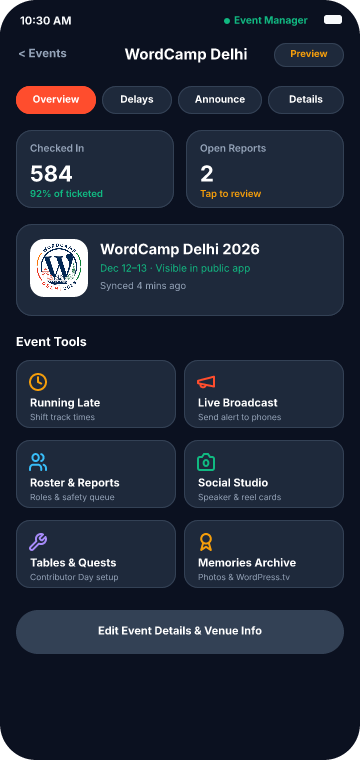 10:30 AM
Event Manager
< Events
WordCamp Delhi
Preview
Overview
Delays
Announce
Details
Checked In
584
92% of ticketed
Open Reports
2
Tap to review
WORDCAMP
W
WordCamp Delhi 2026
Dec 12–13 · Visible in public app
Synced 4 mins ago
Event Tools
Running Late
Shift track times
Live Broadcast
Send alert to phones
Roster & Reports
Roles & safety queue
Social Studio
Speaker & reel cards
Tables & Quests
Contributor Day setup
Memories Archive
Photos & WordPress.tv
Edit Event Details & Venue Info